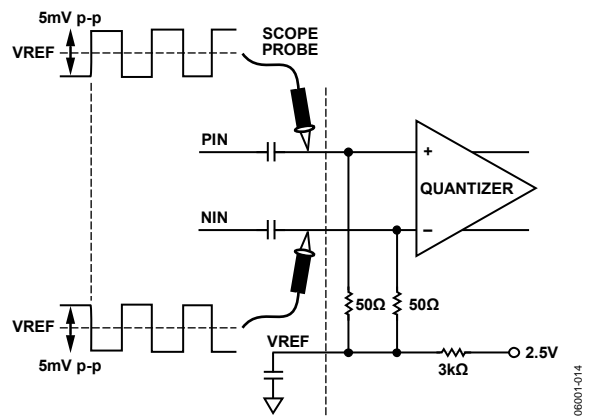 5mV p-p
VREF
SCOPE
PROBE
PIN
+
QUANTIZER
NIN
–
50Ω
50Ω
VREF
5mV p-p
VREF
2.5V
3kΩ
06001-014